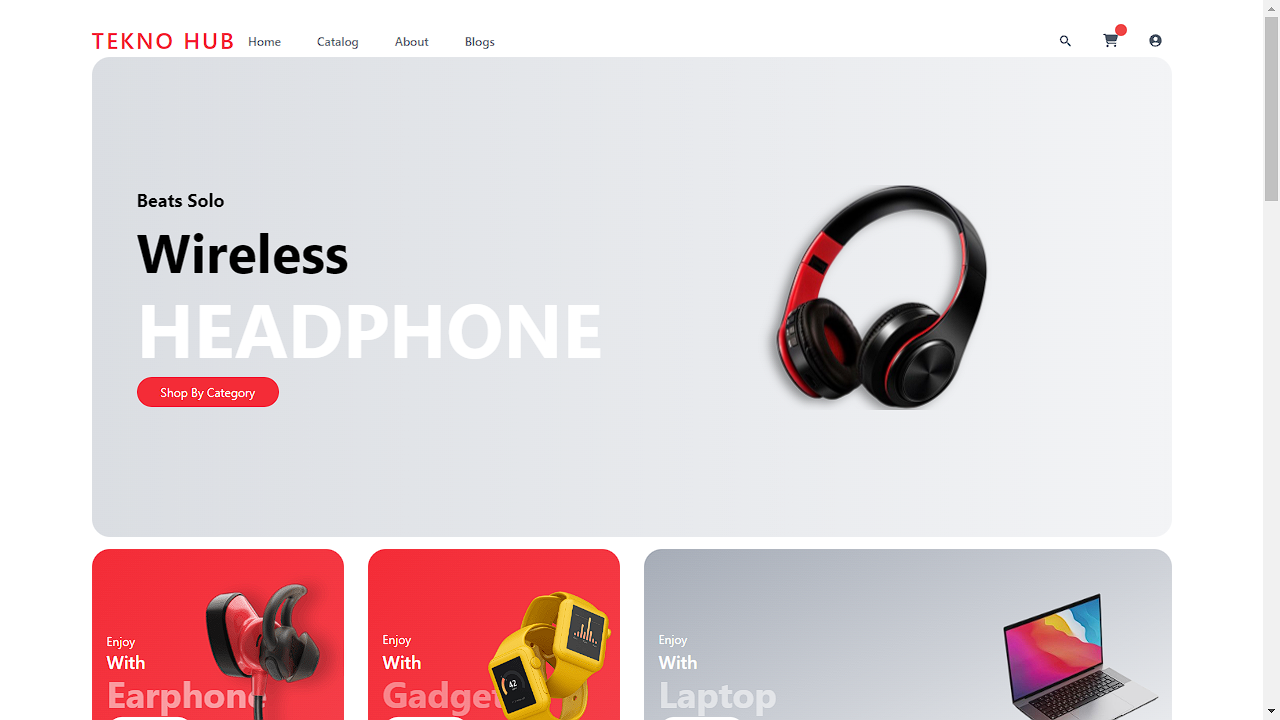 TEKNO HUB
Home Catalog About Blogs
Beats Solo
Wireless
HEADPHONE
Shop By Category
Enjoy
With
Earphone
Enjoy
With
Gadget
42
Enjoy
With
Laptop